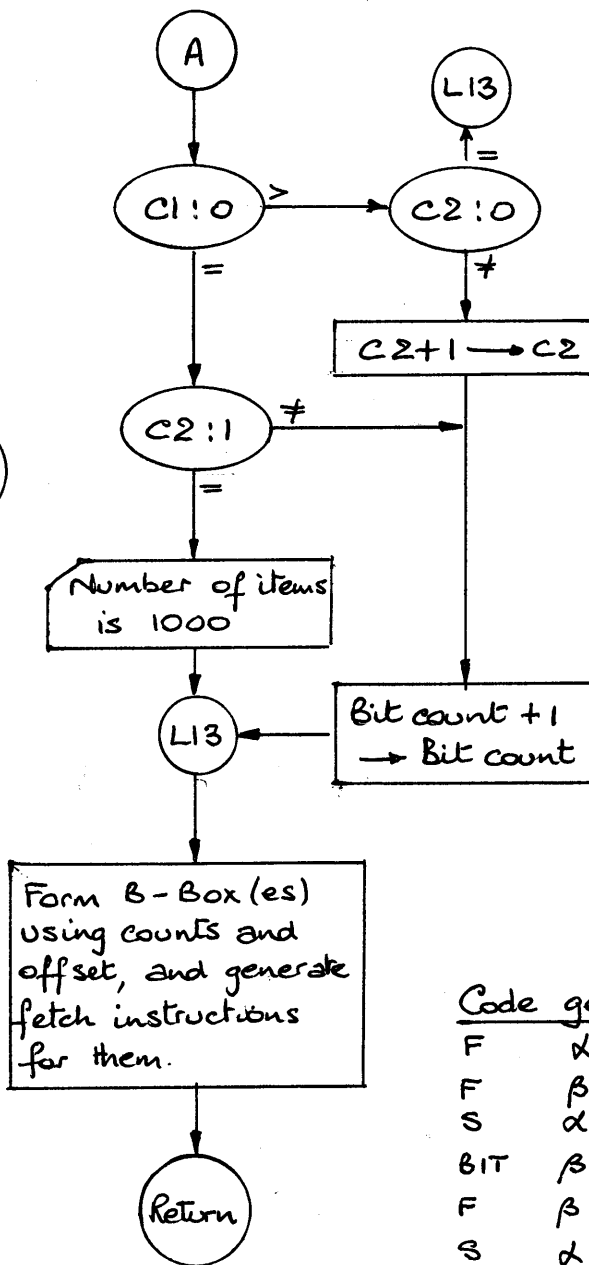 A
L13
=
C1:0
>
C2:0
=
≠
C2+1 → C2
C2:1
≠
=
Number of items
is 1000
L13
Bit count +1
→ Bit count
Form B-Box(es)
using counts and
offset, and generate
fetch instructions
for them.
Return
Code ge
F α
F β
S α
BIT β
F β
S α